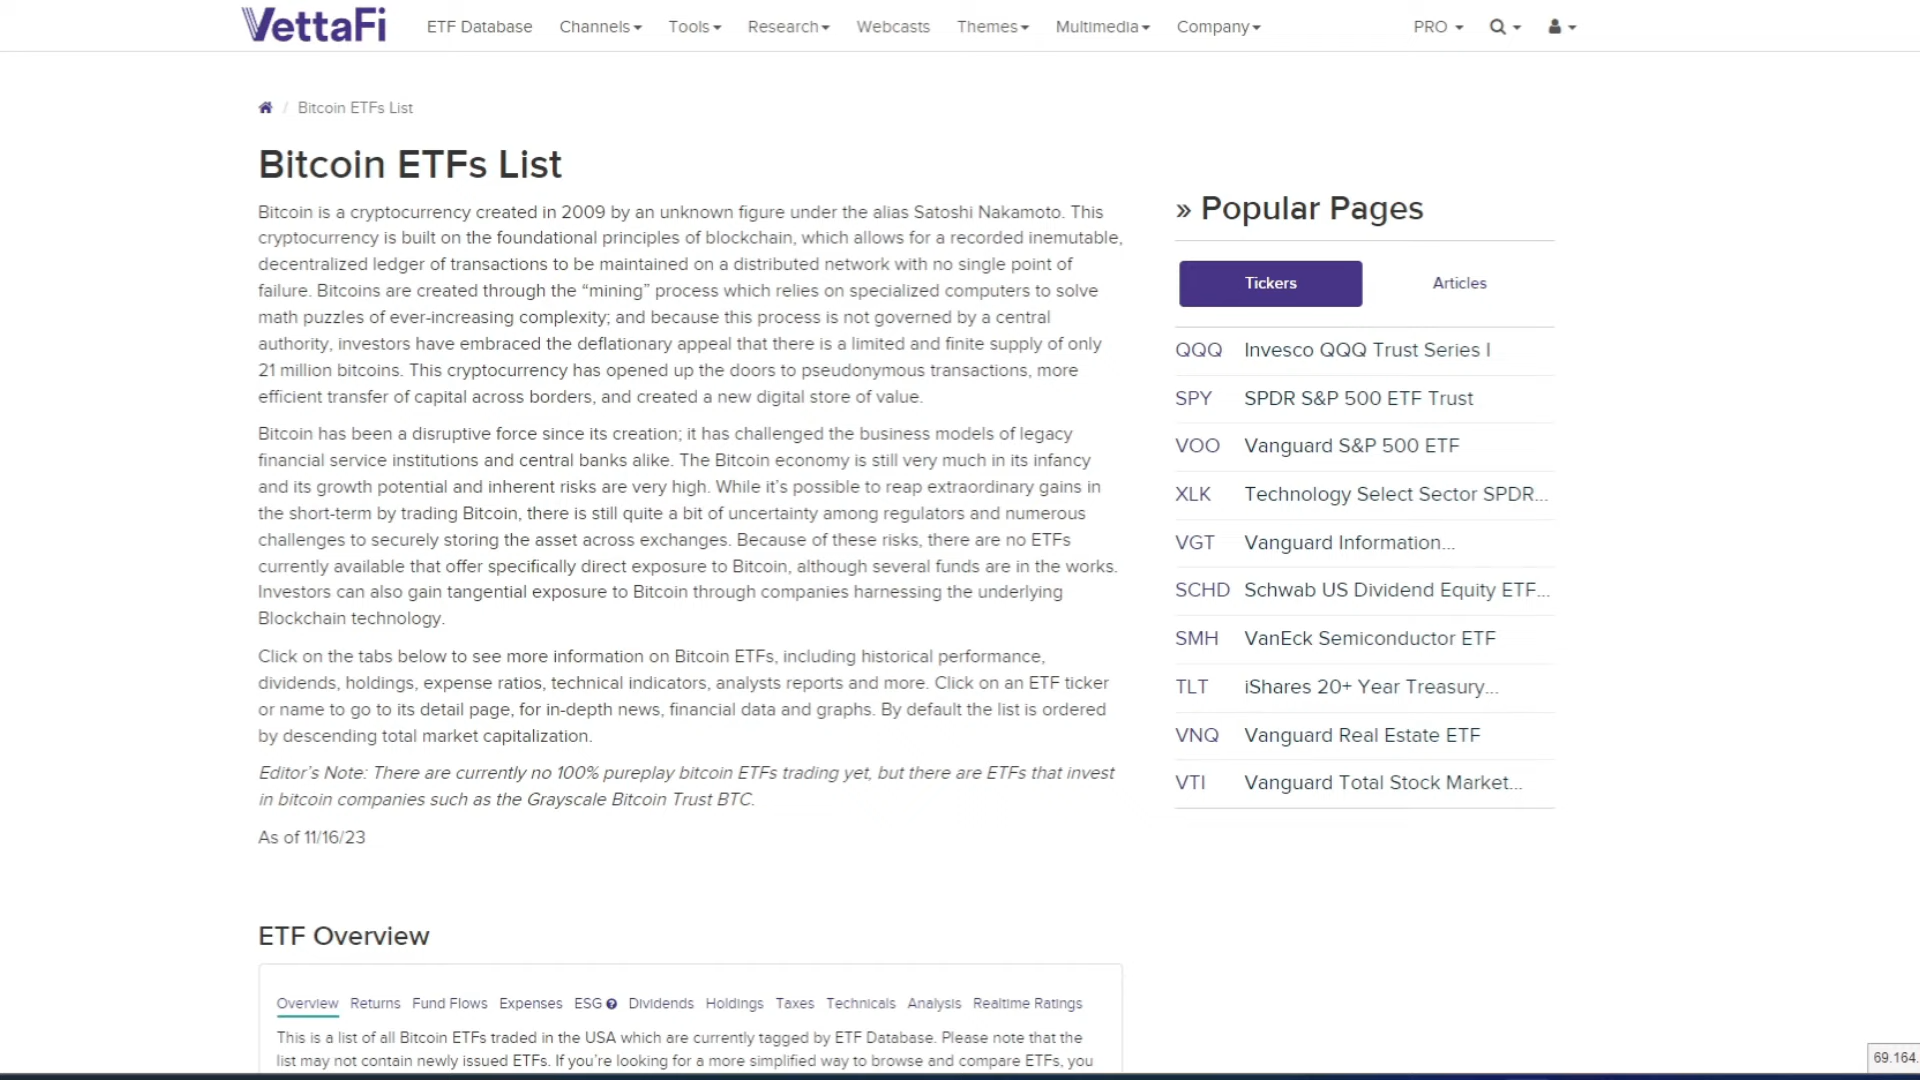 VettaFi ETF Database Channels Tools Research Webcasts Themes Multimedia Company PRO
Bitcoin ETFs List
Bitcoin ETFs List
Bitcoin is a cryptocurrency created in 2009 by an unknown figure under the alias Satoshi Nakamoto. This
cryptocurrency is built on the foundational principles of blockchain, which allows for a recorded inemutable,
decentralized ledger of transactions to be maintained on a distributed network with no single point of
failure. Bitcoins are created through the “mining” process which relies on specialized computers to solve
math puzzles of ever-increasing complexity; and because this process is not governed by a central
authority, investors have embraced the deflationary appeal that there is a limited and finite supply of only
21 million bitcoins. This cryptocurrency has opened up the doors to pseudonymous transactions, more
efficient transfer of capital across borders, and created a new digital store of value.
Bitcoin has been a disruptive force since its creation; it has challenged the business models of legacy
financial service institutions and central banks alike. The Bitcoin economy is still very much in its infancy
and its growth potential and inherent risks are very high. While it’s possible to reap extraordinary gains in
the short-term by trading Bitcoin, there is still quite a bit of uncertainty among regulators and numerous
challenges to securely storing the asset across exchanges. Because of these risks, there are no ETFs
currently available that offer specifically direct exposure to Bitcoin, although several funds are in the works.
Investors can also gain tangential exposure to Bitcoin through companies harnessing the underlying
Blockchain technology.
Click on the tabs below to see more information on Bitcoin ETFs, including historical performance,
dividends, holdings, expense ratios, technical indicators, analysts reports and more. Click on an ETF ticker
or name to go to its detail page, for in-depth news, financial data and graphs. By default the list is ordered
by descending total market capitalization.
Editor’s Note: There are currently no 100% pureplay bitcoin ETFs trading yet, but there are ETFs that invest
in bitcoin companies such as the Grayscale Bitcoin Trust BTC.
As of 11/16/23
ETF Overview
Overview Returns Fund Flows Expenses ESG Dividends Holdings Taxes Technicals Analysis Realtime Ratings
This is a list of all Bitcoin ETFs traded in the USA which are currently tagged by ETF Database. Please note that the
list may not contain newly issued ETFs. If you’re looking for a more simplified way to browse and compare ETFs, you
» Popular Pages
Tickers Articles
QQQ Invesco QQQ Trust Series I
SPY SPDR S&P 500 ETF Trust
VOO Vanguard S&P 500 ETF
XLK Technology Select Sector SPDR...
VGT Vanguard Information...
SCHD Schwab US Dividend Equity ETF...
SMH VanEck Semiconductor ETF
TLT iShares 20+ Year Treasury...
VNQ Vanguard Real Estate ETF
VTI Vanguard Total Stock Market...
69.164.